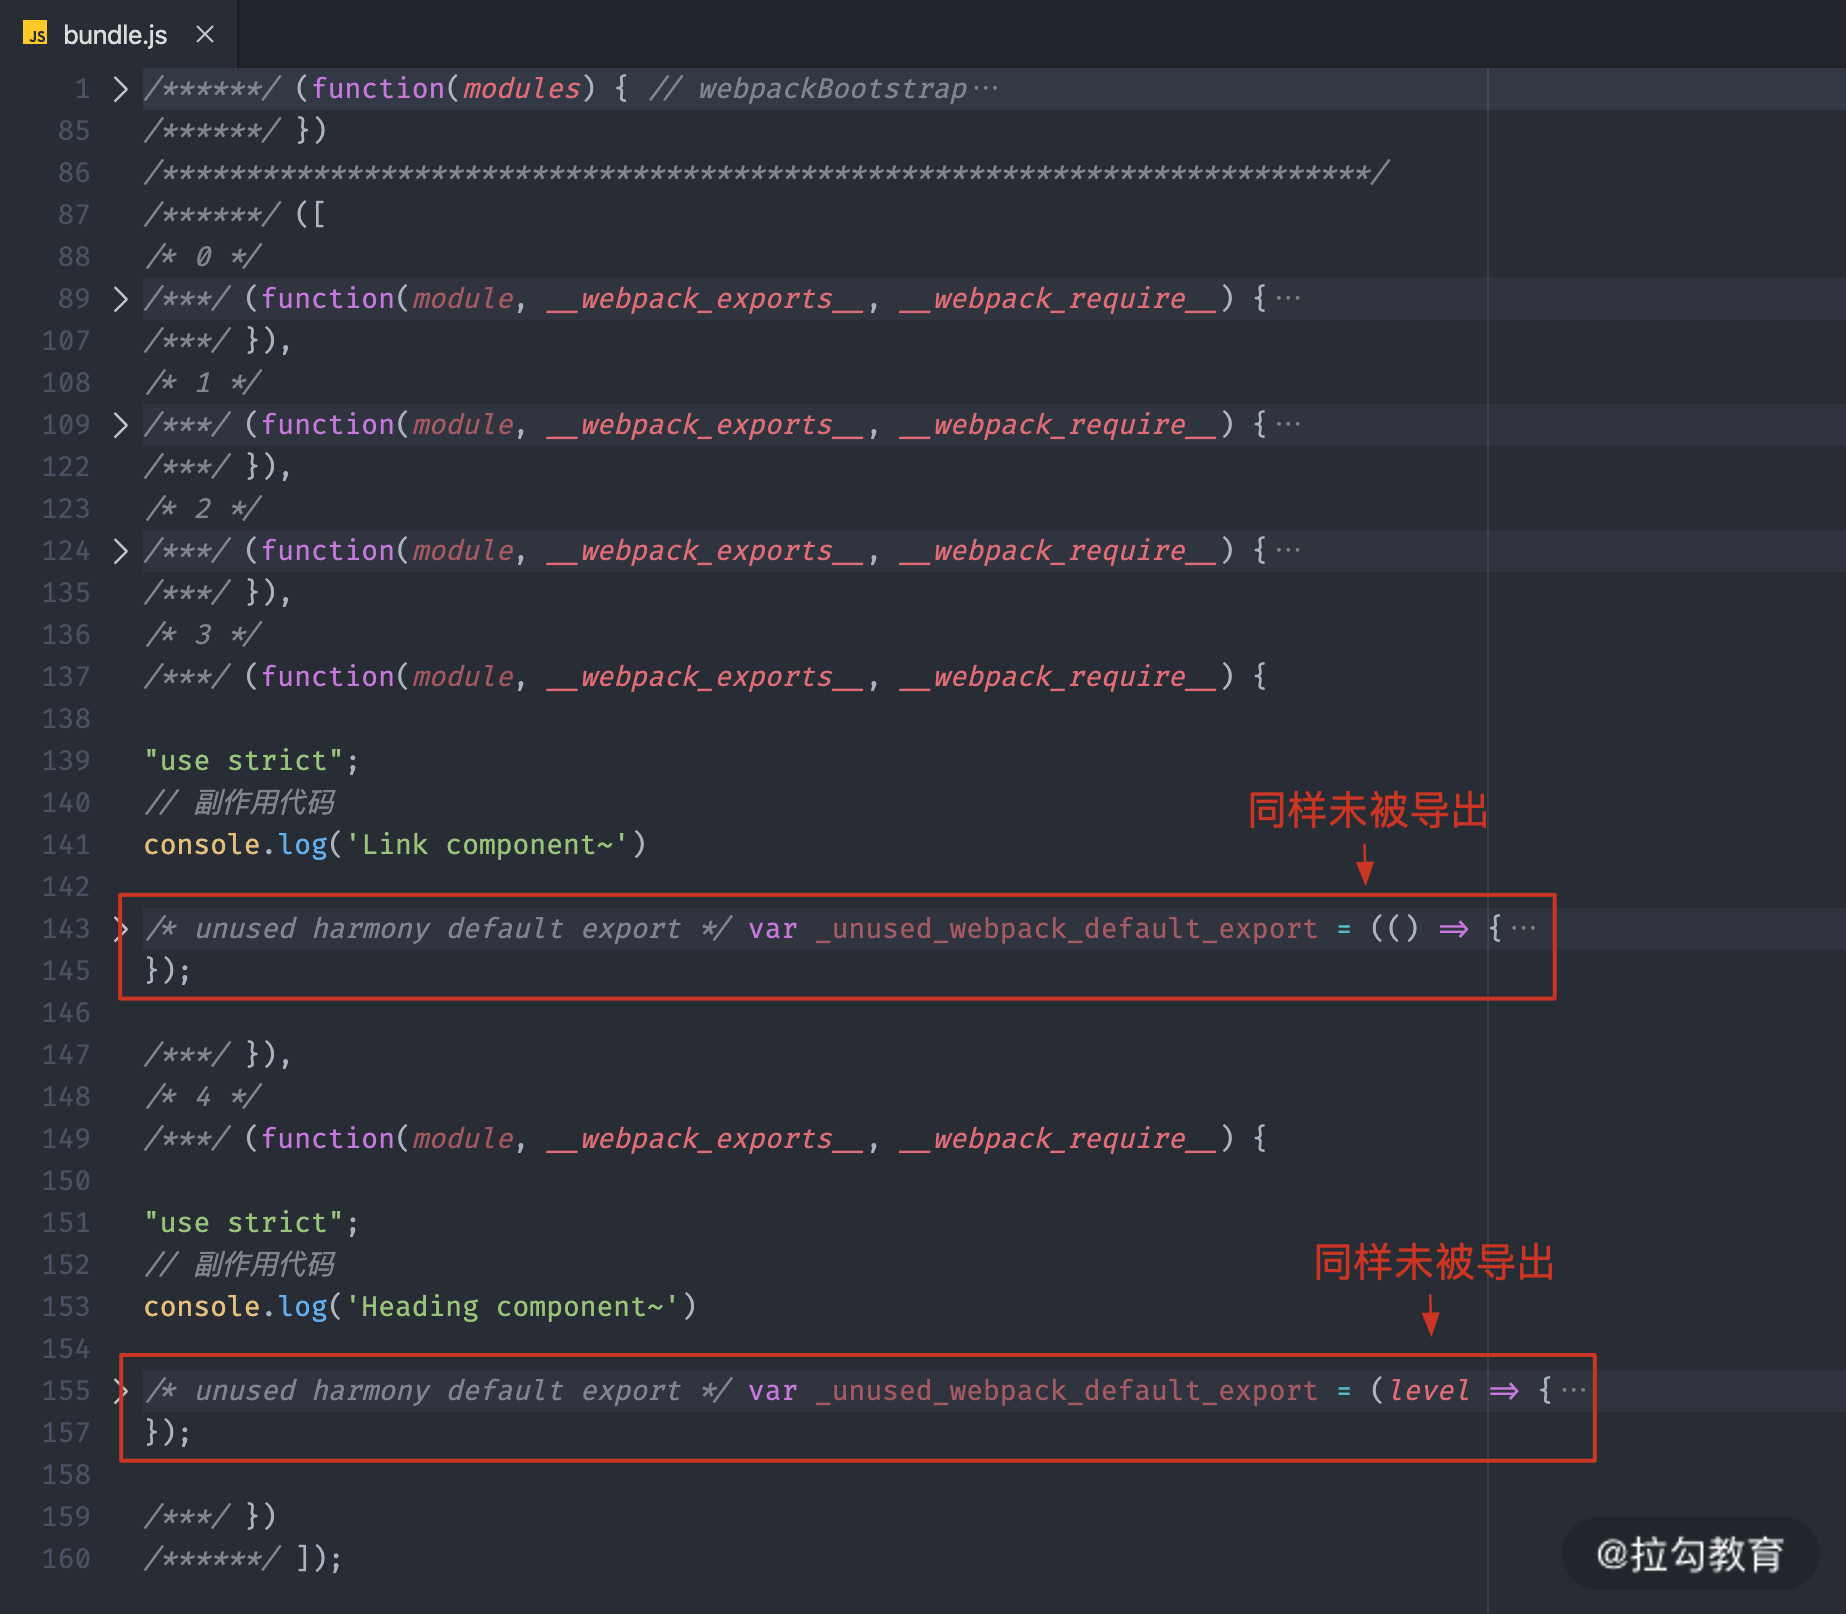 JS bundle.js ×
1 /******/ (function(modules) { // webpackBootstrap…
85 /******/ })
86 /************************************************************************/
87 /******/ ([
88 /* 0 */
89 /***/ (function(module, __webpack_exports__, __webpack_require__) {…
107 /***/ }),
108 /* 1 */
109 /***/ (function(module, __webpack_exports__, __webpack_require__) {…
122 /***/ }),
123 /* 2 */
124 /***/ (function(module, __webpack_exports__, __webpack_require__) {…
135 /***/ }),
136 /* 3 */
137 /***/ (function(module, __webpack_exports__, __webpack_require__) {
138
139 "use strict";
140 // 副作用代码
同样未被导出
141 console.log('Link component~')
142
143 /* unused harmony default export */ var _unused_webpack_default_export = (() => {…
145 });
146
147 /***/ }),
148 /* 4 */
149 /***/ (function(module, __webpack_exports__, __webpack_require__) {
150
151 "use strict";
152 // 副作用代码
同样未被导出
153 console.log('Heading component~')
154
155 /* unused harmony default export */ var _unused_webpack_default_export = (level => {…
157 });
158
159 /***/ })
160 /******/ ]);
@拉勾教育